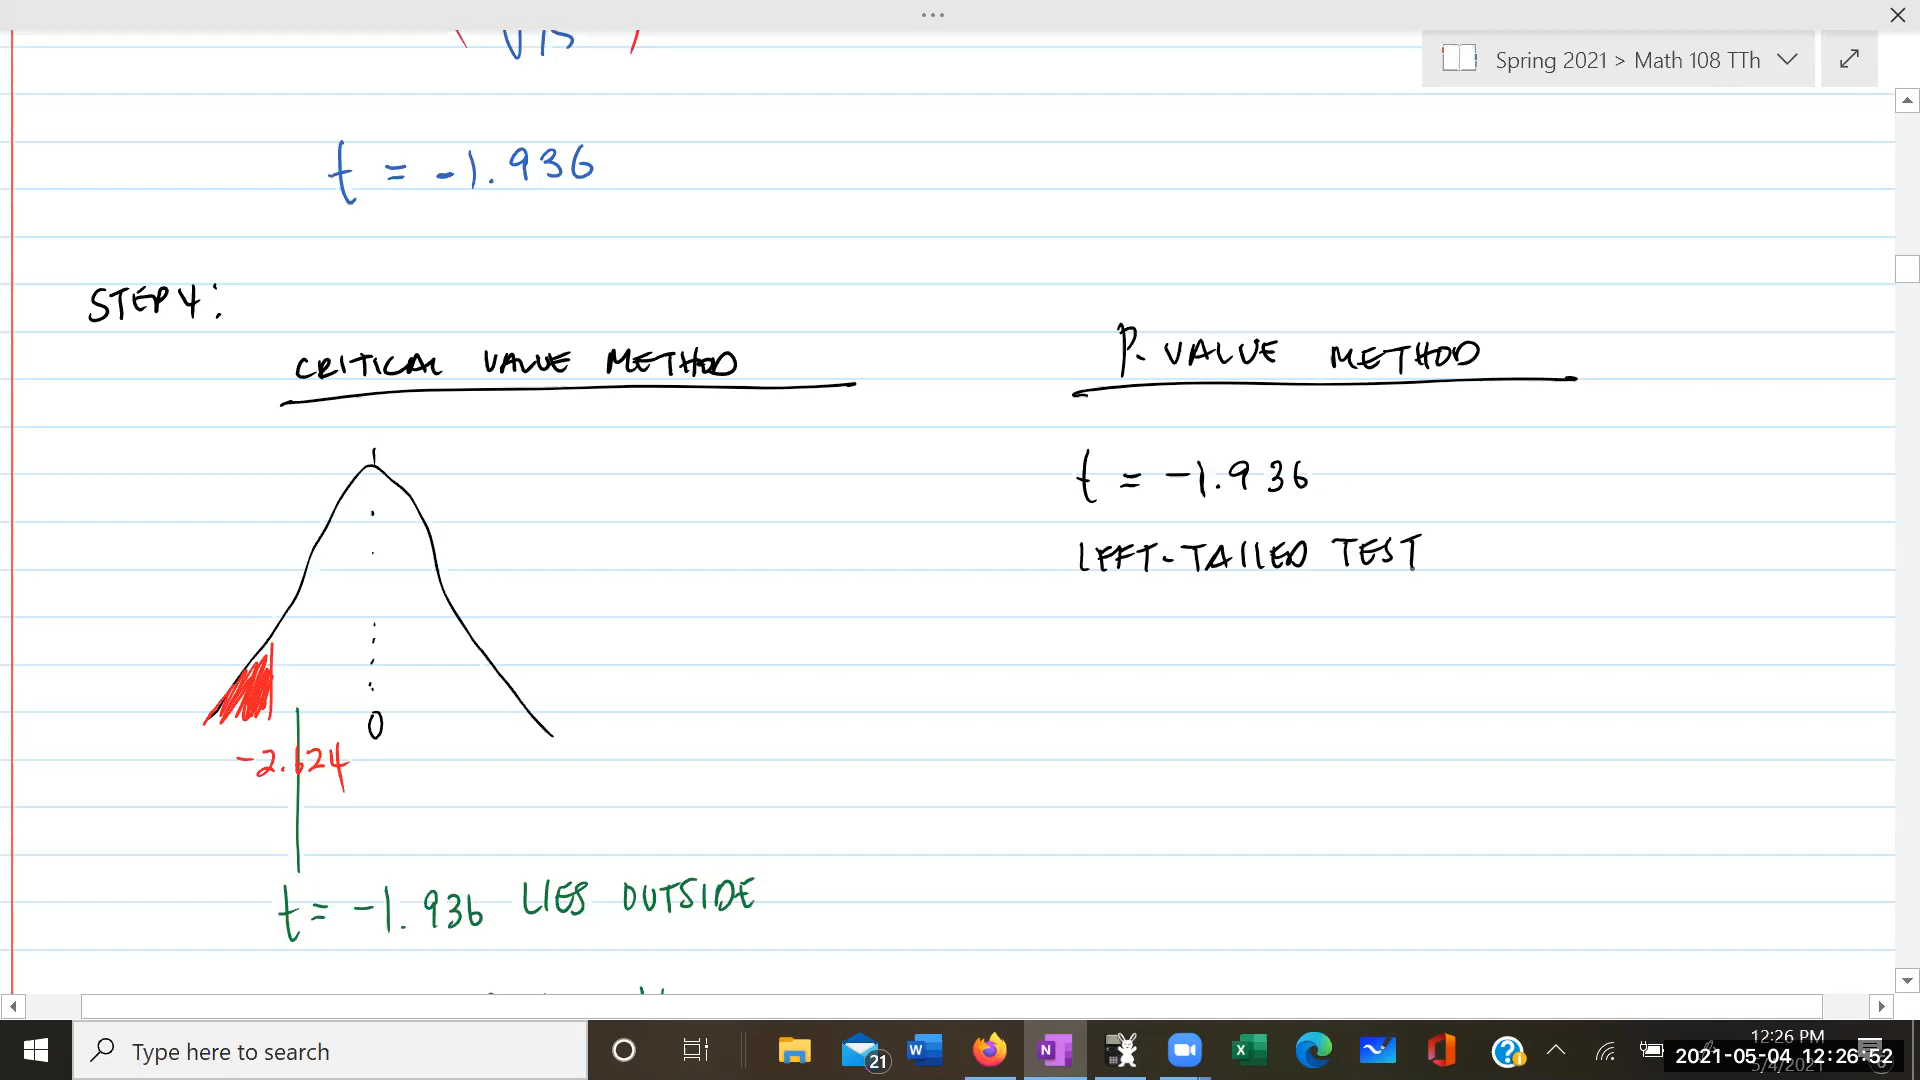 Spring 2021 > Math 108 TTh
√15
t = -1.936
STEP 4:
CRITICAL VALUE METHOD
P-VALUE METHOD
t = -1.936
LEFT-TAILED TEST
0
-2.624
t = -1.936 LIES OUTSIDE
Type here to search
21
12:26 PM
2021-05-04 12:26:52